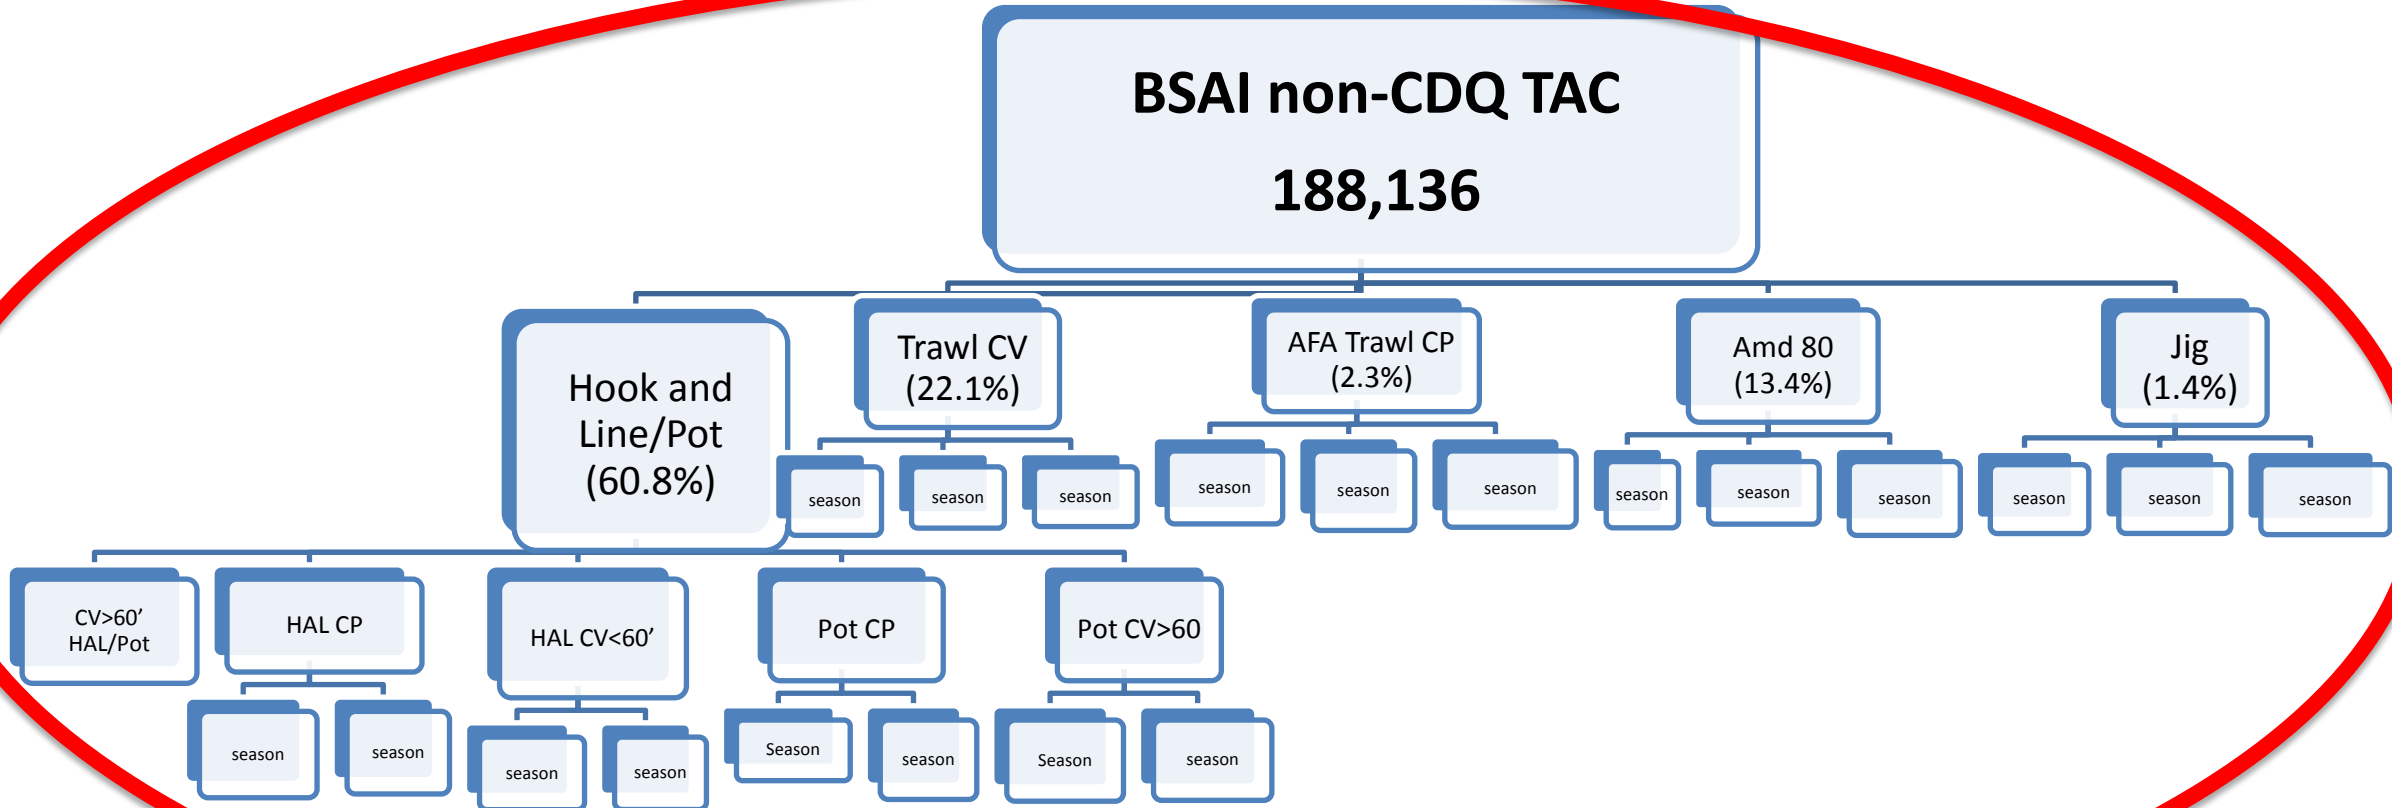 BSAI non-CDQ TAC
188,136
Hook and
Line/Pot
(60.8%)
Trawl CV
(22.1%)
AFA Trawl CP
(2.3%)
Amd 80
(13.4%)
Jig
(1.4%)
season
season
season
season
season
season
season
season
season
season
season
season
CV>60’
HAL/Pot
HAL CP
HAL CV<60’
Pot CP
Pot CV>60
season
season
season
season
Season
season
Season
season